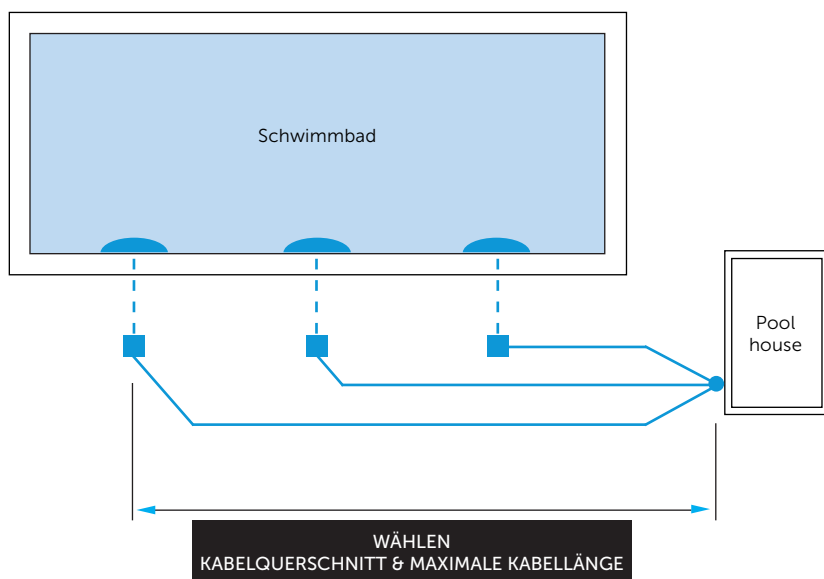 Schwimmbad
Pool
house
WÄHLEN
KABELQUERSCHNITT & MAXIMALE KABELLÄNGE